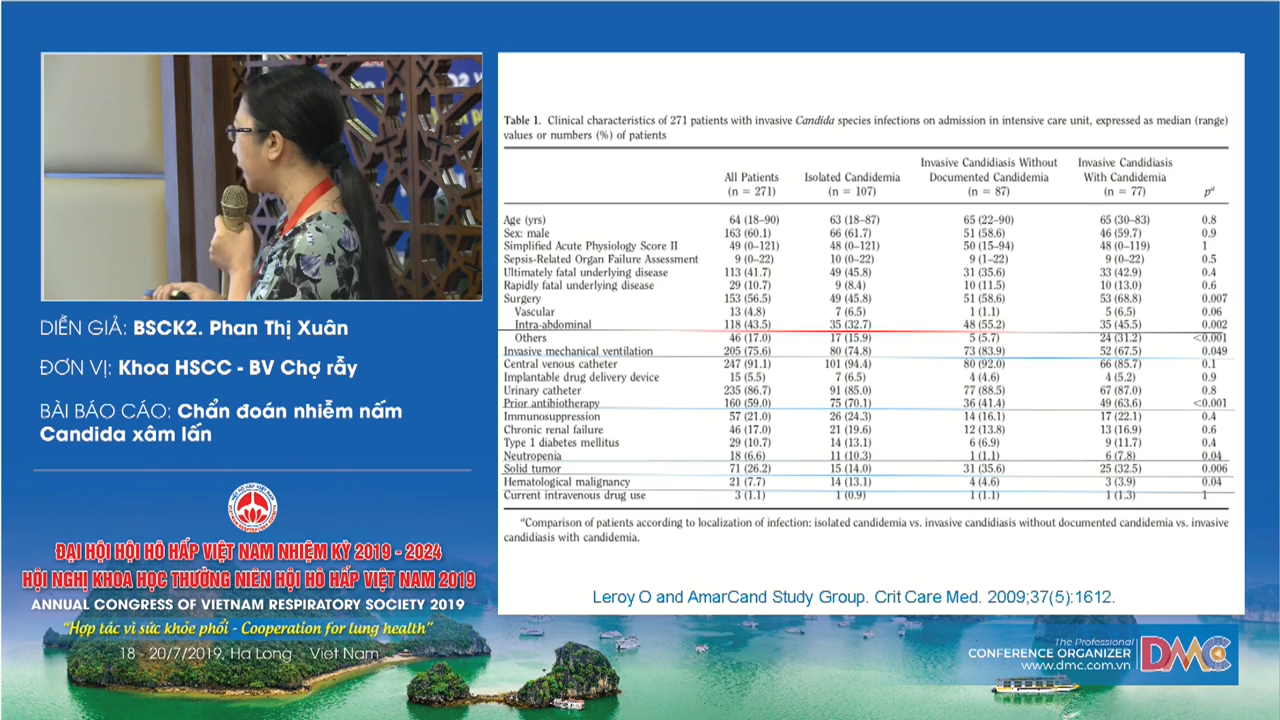 DIỄN GIẢ: BSCK2. Phan Thị Xuân
ĐƠN VỊ: Khoa HSCC - BV Chợ rẫy
BÀI BÁO CÁO: Chẩn đoán nhiễm nấm
Candida xâm lấn
ĐẠI HỘI HỘI HÔ HẤP VIỆT NAM NHIỆM KỲ 2019 - 2024
HỘI NGHỊ KHOA HỌC THƯỜNG NIÊN HỘI HÔ HẤP VIỆT NAM 2019
ANNUAL CONGRESS OF VIETNAM RESPIRATORY SOCIETY 2019
"Hợp tác vì sức khỏe phổi - Cooperation for lung health"
18 - 20/7/2019, Ha Long Viet Nam
Table 1. Clinical characteristics of 271 patients with invasive Candida species infections on admission in intensive care unit, expressed as median (range)
values or numbers (%) of patients
Invasive Candidiasis Without Invasive Candidiasis
All Patients Isolated Candidemia Documented Candidemia With Candidemia
(n = 271) (n = 107) (n = 87) (n = 77) pa
Age (yrs) 64 (18–90) 63 (18–87) 65 (22–90) 65 (30–83) 0.8
Sex: male 163 (60.1) 66 (61.7) 51 (58.6) 46 (59.7) 0.9
Simplified Acute Physiology Score II 49 (0–121) 48 (0–121) 50 (15–94) 48 (0–119) 1
Sepsis-Related Organ Failure Assessment 9 (0–22) 10 (0–22) 9 (1–22) 9 (0–22) 0.5
Ultimately fatal underlying disease 113 (41.7) 49 (45.8) 31 (35.6) 33 (42.9) 0.4
Rapidly fatal underlying disease 29 (10.7) 9 (8.4) 10 (11.5) 10 (13.0) 0.6
Surgery 153 (56.5) 49 (45.8) 51 (58.6) 53 (68.8) 0.007
Vascular 13 (4.8) 7 (6.5) 1 (1.1) 5 (6.5) 0.06
Intra-abdominal 118 (43.5) 35 (32.7) 48 (55.2) 35 (45.5) 0.002
Others 46 (17.0) 17 (15.9) 5 (5.7) 24 (31.2) <0.001
Invasive mechanical ventilation 205 (75.6) 80 (74.8) 73 (83.9) 52 (67.5) 0.049
Central venous catheter 247 (91.1) 101 (94.4) 80 (92.0) 66 (85.7) 0.1
Implantable drug delivery device 15 (5.5) 7 (6.5) 4 (4.6) 4 (5.2) 0.9
Urinary catheter 235 (86.7) 91 (85.0) 77 (88.5) 67 (87.0) 0.8
Prior antibiotherapy 160 (59.0) 75 (70.1) 36 (41.4) 49 (63.6) <0.001
Immunosuppression 57 (21.0) 26 (24.3) 14 (16.1) 17 (22.1) 0.4
Chronic renal failure 46 (17.0) 21 (19.6) 12 (13.8) 13 (16.9) 0.6
Type 1 diabetes mellitus 29 (10.7) 14 (13.1) 6 (6.9) 9 (11.7) 0.4
Neutropenia 18 (6.6) 11 (10.3) 1 (1.1) 6 (7.8) 0.04
Solid tumor 71 (26.2) 15 (14.0) 31 (35.6) 25 (32.5) 0.006
Hematological malignancy 21 (7.7) 14 (13.1) 4 (4.6) 3 (3.9) 0.04
Current intravenous drug use 3 (1.1) 1 (0.9) 1 (1.1) 1 (1.3) 1
aComparison of patients according to localization of infection: isolated candidemia vs. invasive candidiasis without documented candidemia vs. invasive
candidiasis with candidemia.
Leroy O and AmarCand Study Group. Crit Care Med. 2009;37(5):1612.
The Professional
CONFERENCE ORGANIZER
www.dmc.com.vn
DMC